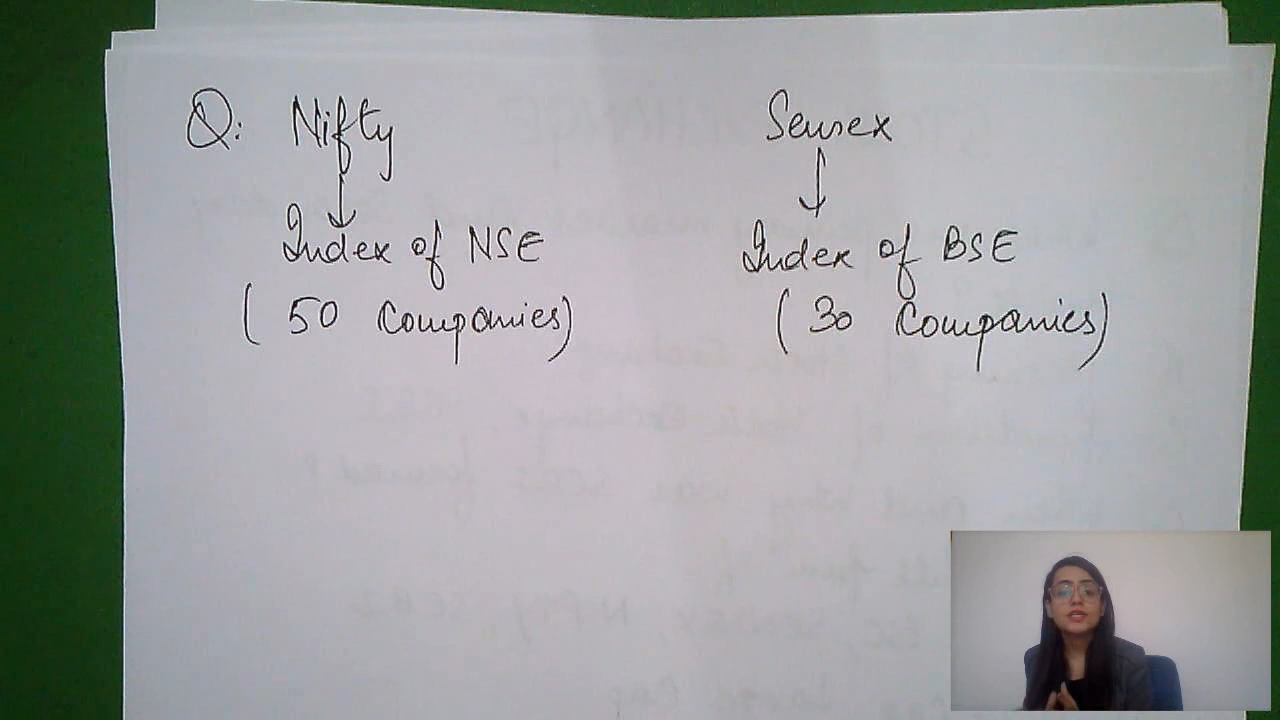 Q: Nifty Sensex
Index of NSE Index of BSE
( 50 Companies) ( 30 Companies)